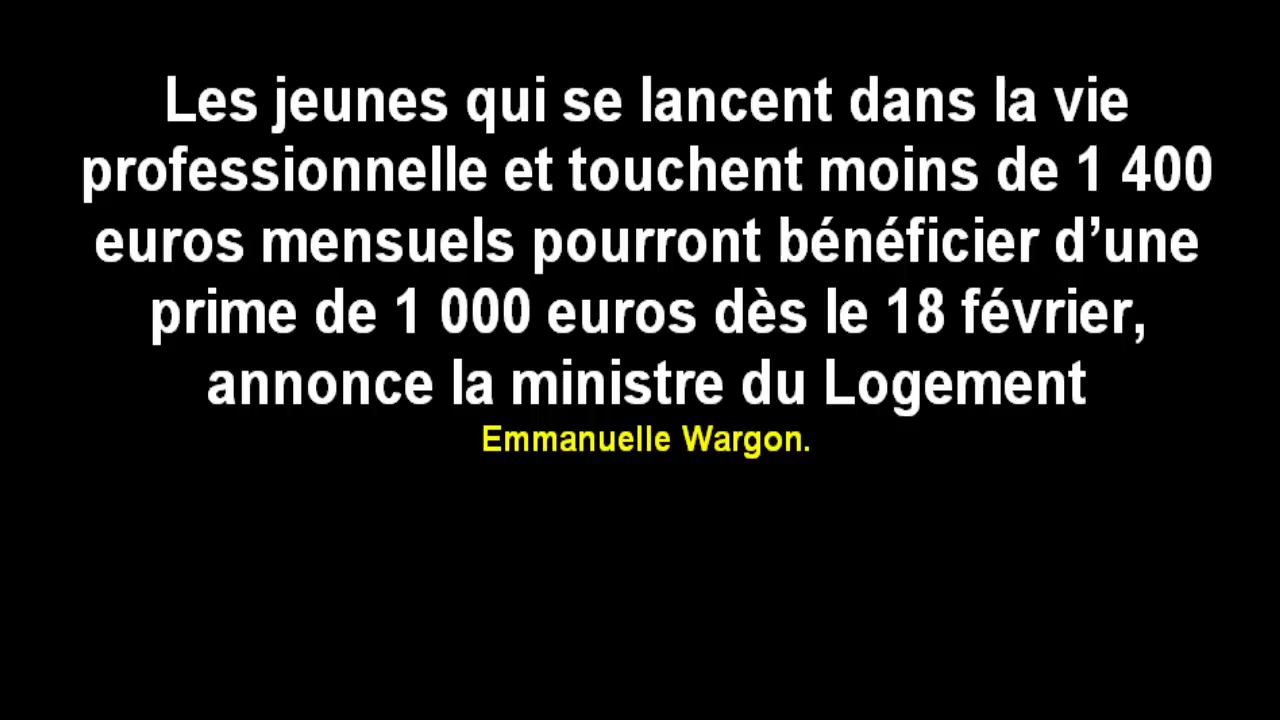 Les jeunes qui se lancent dans la vie
professionnelle et touchent moins de 1 400
euros mensuels pourront bénéficier d’une
prime de 1 000 euros dès le 18 février,
annonce la ministre du Logement
Emmanuelle Wargon.